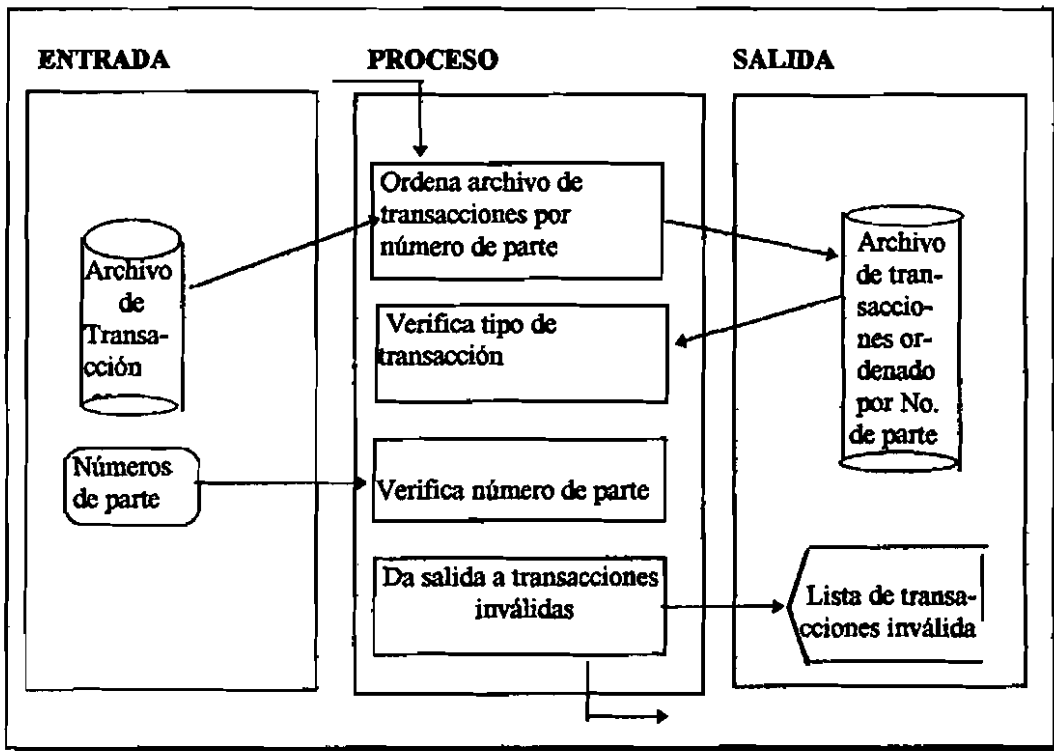 ENTRADA
PROCESO
SALIDA
Archivo
de
Transa-
cción
Números
de parte
Ordena archivo de
transacciones por
número de parte
Verifica tipo de
transacción
Verifica número de parte
Da salida a transacciones
inválidas
Archivo
de tran-
saccio-
nes or-
denado
por No.
de parte
Lista de transa-
cciones inválida